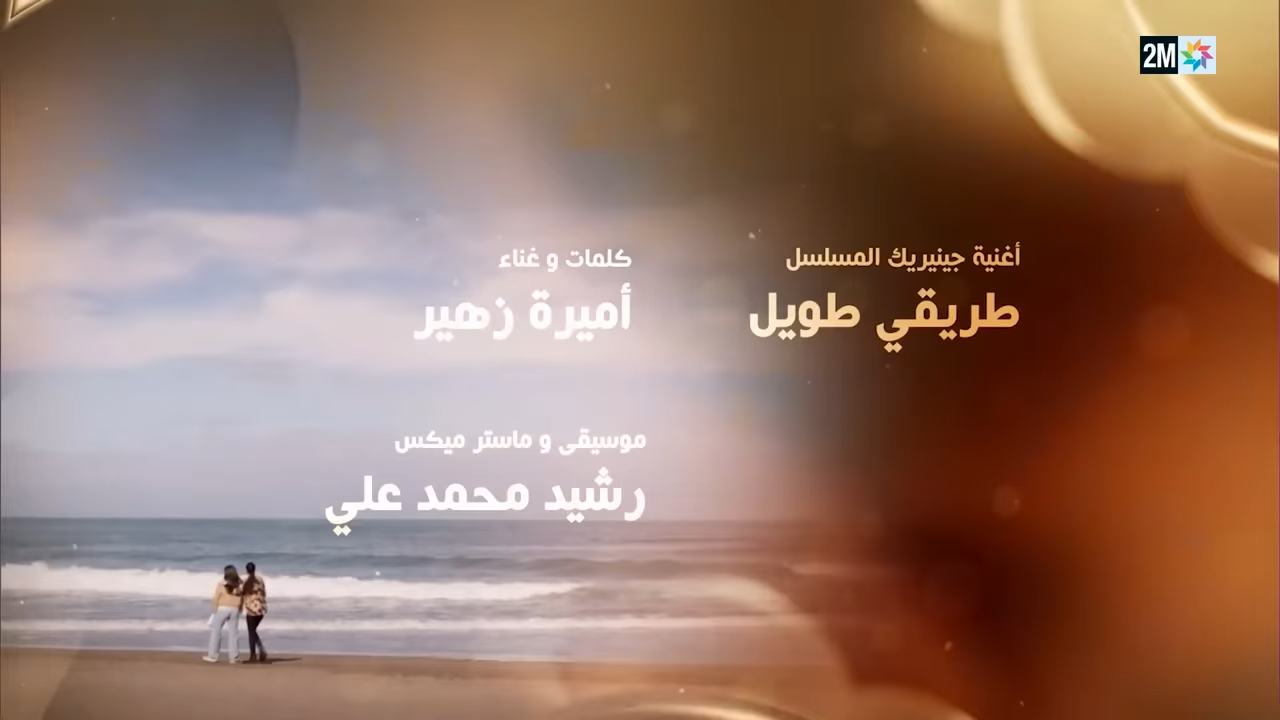 2M
أغنية جينيريك المسلسل
طريقي طويل
كلمات و غناء
أميرة زهير
موسيقى و ماستر ميكس
رشيد محمد علي